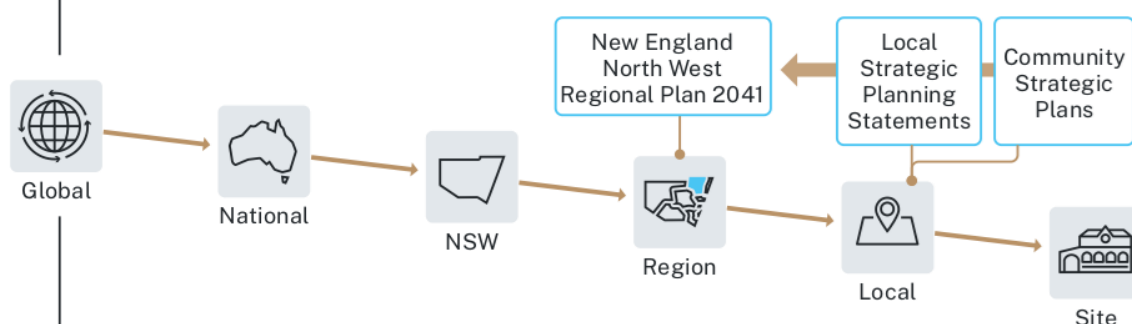 New England
North West
Regional Plan 2041
Local
Strategic
Planning
Statements
Community
Strategic
Plans
Global
National
NSW
Region
Local
Site